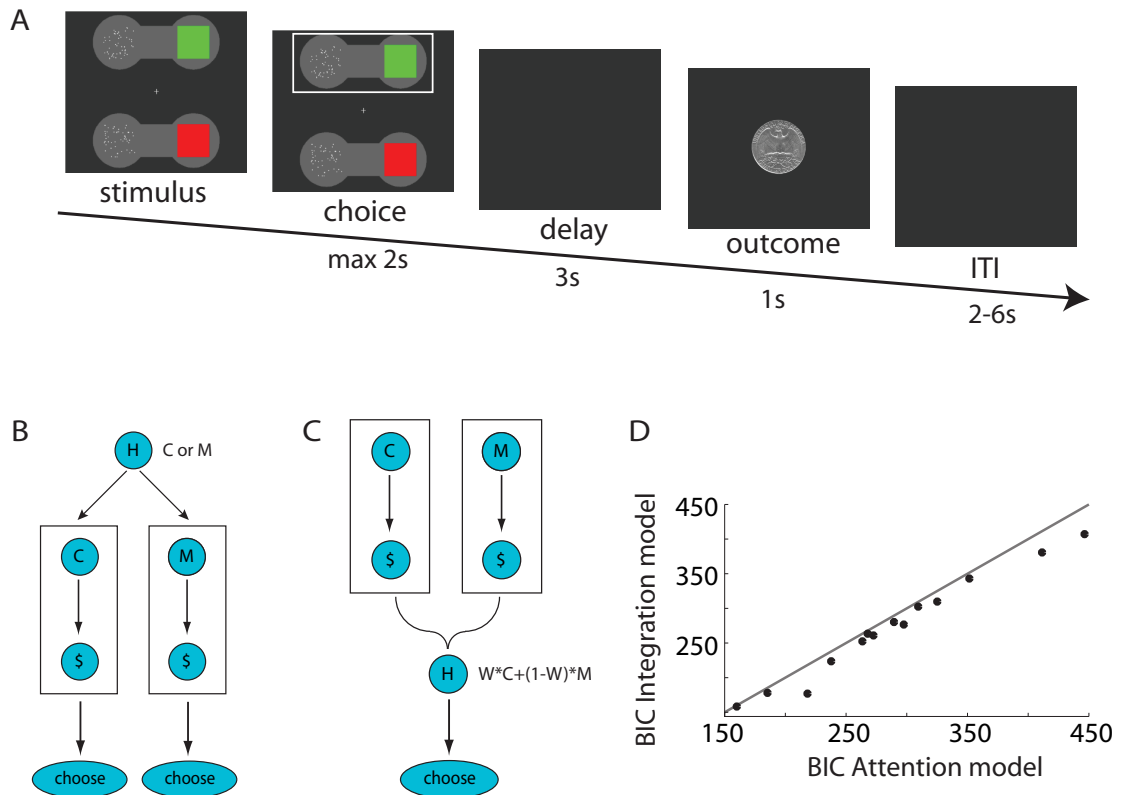 A
stimulus
choice
delay
outcome
ITI
max 2s
3s
1s
2-6s
B
H
C or M
C
M
$
$
choose
choose
C
C
M
$
$
H
W*C+(1-W)*M
choose
D
BIC Integration model
450
350
250
150
250
350
450
BIC Attention model